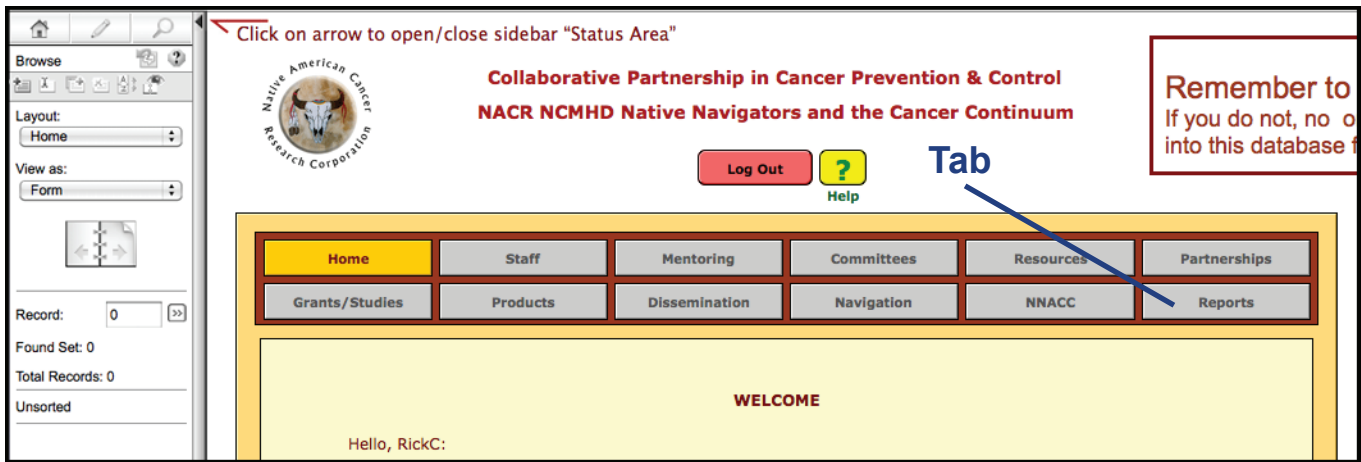 Click on arrow to open/close sidebar "Status Area"
Browse
Layout:
Home
View as:
Form
Record:
0
Found Set: 0
Total Records: 0
Unsorted
Native American Cancer
Research Corporation
Collaborative Partnership in Cancer Prevention & Control
NACR NCMHD Native Navigators and the Cancer Continuum
Log Out
?
Help
Tab
Remember to
If you do not, no o
into this database f
Home Staff Mentoring Committees Resources Partnerships
Grants/Studies Products Dissemination Navigation NNACC Reports
WELCOME
Hello, RickC: